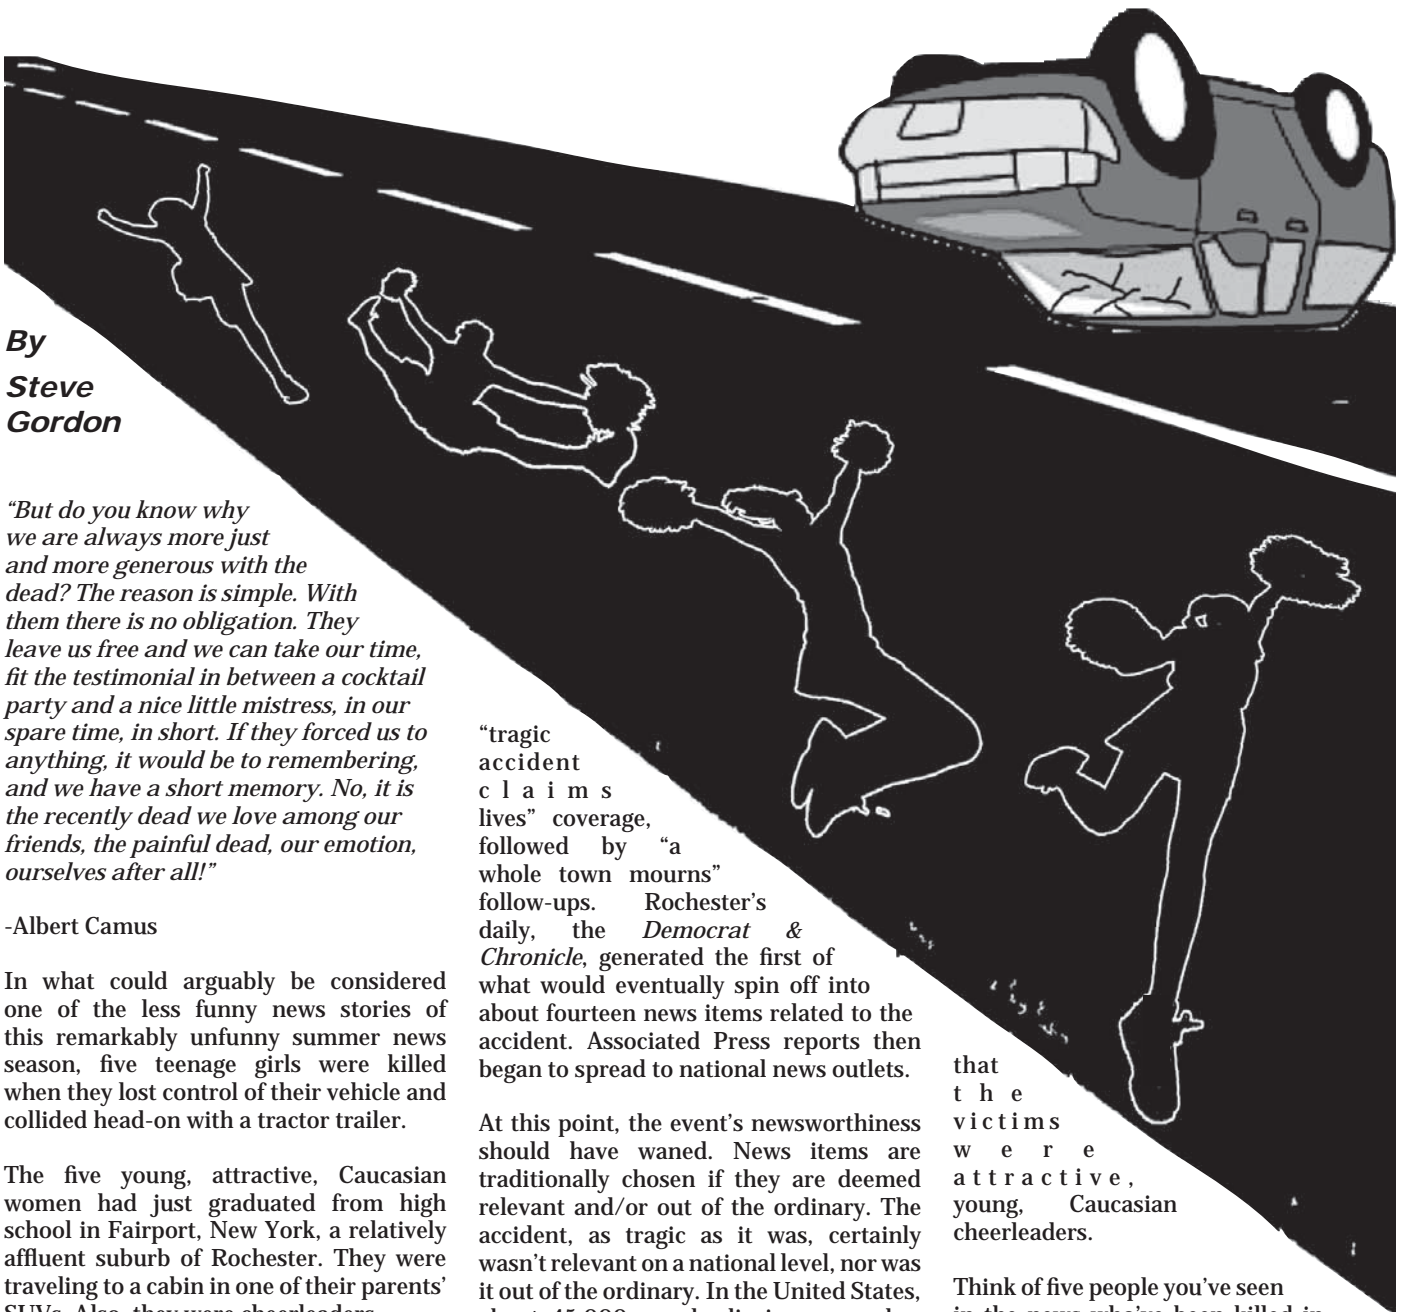 By
Steve
Gordon
“But do you know why
we are always more just
and more generous with the
dead? The reason is simple. With
them there is no obligation. They
leave us free and we can take our time,
fit the testimonial in between a cocktail
party and a nice little mistress, in our
spare time, in short. If they forced us to
anything, it would be to remembering,
and we have a short memory. No, it is
the recently dead we love among our
friends, the painful dead, our emotion,
ourselves after all!”
-Albert Camus
In what could arguably be considered
one of the less funny news stories of
this remarkably unfunny summer news
season, five teenage girls were killed
when they lost control of their vehicle and
collided head-on with a tractor trailer.
The five young, attractive, Caucasian
women had just graduated from high
school in Fairport, New York, a relatively
affluent suburb of Rochester. They were
traveling to a cabin in one of their parents’
SUVs. Also, they were cheerleaders.
“tragic
accident
claims
lives” coverage,
followed by “a
whole town mourns”
follow-ups. Rochester’s
daily, the Democrat &
Chronicle, generated the first of
what would eventually spin off into
about fourteen news items related to the
accident. Associated Press reports then
began to spread to national news outlets.
At this point, the event’s newsworthiness
should have waned. News items are
traditionally chosen if they are deemed
relevant and/or out of the ordinary. The
accident, as tragic as it was, certainly
wasn’t relevant on a national level, nor was
it out of the ordinary. In the United States,
that
the
victims
were
attractive,
young, Caucasian
cheerleaders.
Think of five people you’ve seen
in the news who’ve been killed in